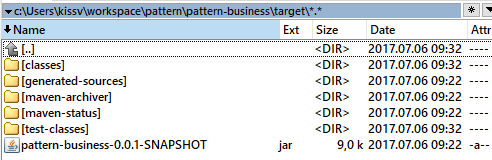 c:\Users\kissv\workspace\pattern\pattern-business\target\*.*
Name Ext Size Date Attr
[..] <DIR> 2017.07.06 09:32 ----
[classes] <DIR> 2017.07.06 09:32 ----
[generated-sources] <DIR> 2017.07.06 09:22 ----
[maven-archiver] <DIR> 2017.07.06 09:22 ----
[maven-status] <DIR> 2017.07.06 09:22 ----
[test-classes] <DIR> 2017.07.06 09:32 ----
pattern-business-0.0.1-SNAPSHOT jar 9,0 k 2017.07.06 09:22 -a--